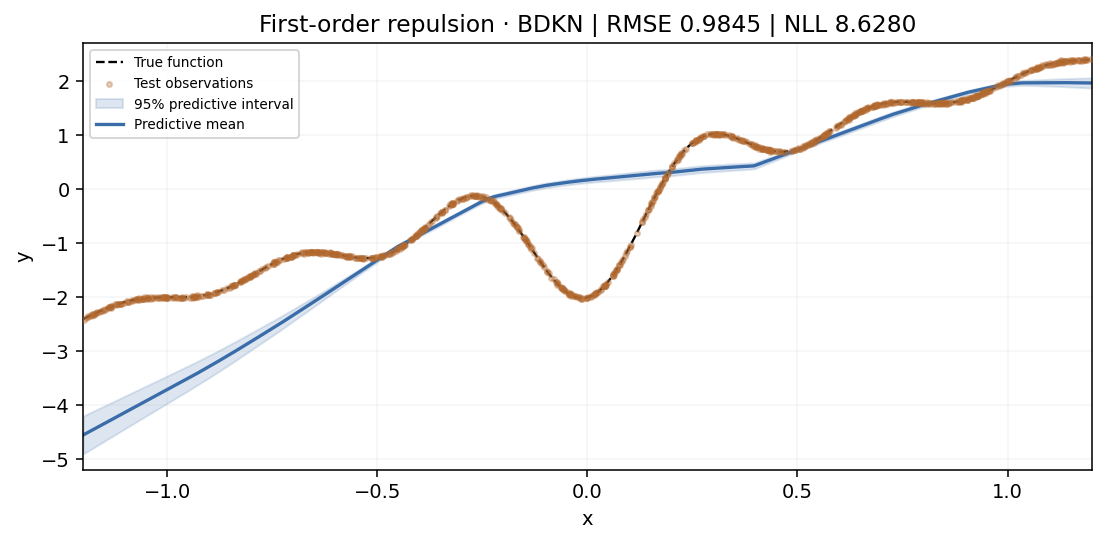 First-order repulsion · BDKN | RMSE 0.9845 | NLL 8.6280
True function
Test observations
95% predictive interval
Predictive mean
y
2
1
0
−1
−2
−3
−4
−5
−1.0 −0.5 0.0 0.5 1.0
x